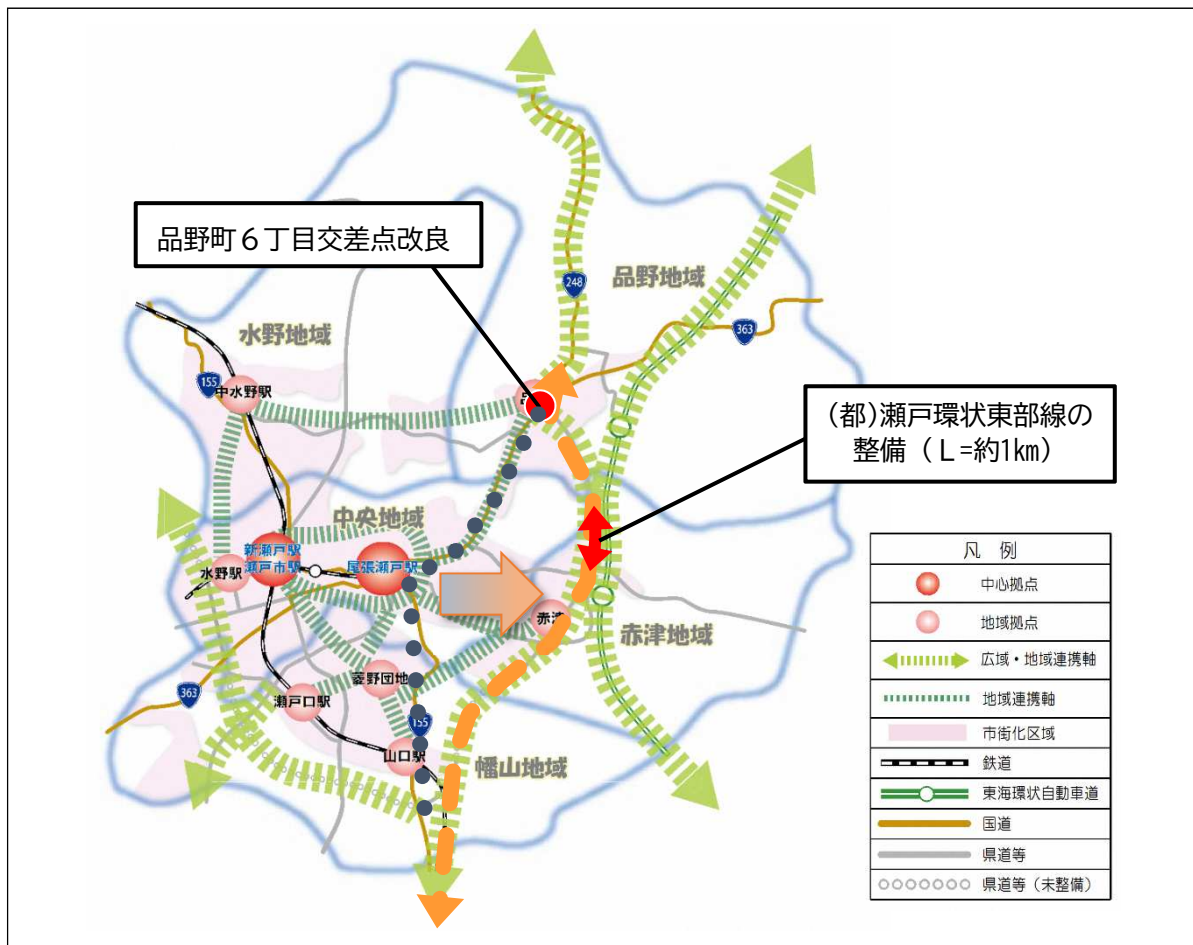 248
品野地域
品野町６丁目交差点改良
363
水野地域
155
中水野駅
(都)瀬戸環状東部線の
整備（Ｌ=約1km）
中央地域
新瀬戸駅
瀬戸市駅
尾張瀬戸駅
水野駅
赤津地域
菱野団地
363
瀬戸口駅
155
山口駅
幡山地域
凡 例
中心拠点
地域拠点
広域・地域連携軸
地域連携軸
市街化区域
鉄道
東海環状自動車道
国道
県道等
県道等（未整備）